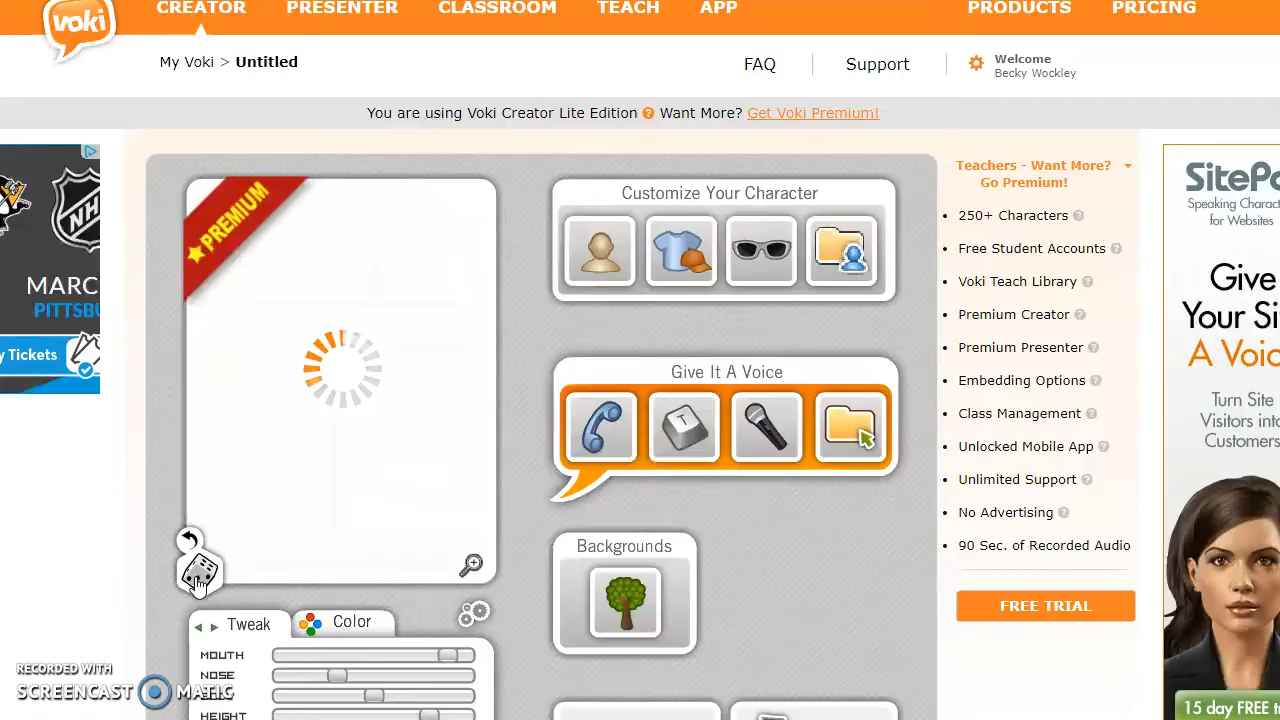 voki
CREATOR
PRESENTER
CLASSROOM
TEACH
APP
PRODUCTS
PRICING
My Voki > Untitled
FAQ
Support
Welcome
Becky Wockley
You are using Voki Creator Lite Edition ? Want More? Get Voki Premium!
MARC
PITTSBU
y Tickets
PREMIUM
Customize Your Character
Give It A Voice
T
Backgrounds
Tweak
Color
MOUTH
NOSE
HEIGHT
RECORDED WITH
SCREENCAST MATIC
Teachers - Want More?
Go Premium!
250+ Characters ?
Free Student Accounts ?
Voki Teach Library ?
Premium Creator ?
Premium Presenter ?
Embedding Options ?
Class Management ?
Unlocked Mobile App ?
Unlimited Support ?
No Advertising ?
90 Sec. of Recorded Audio
FREE TRIAL
SitePa
Speaking Charact
for Websites
Give
Your Si
A Voic
Turn Site
Visitors into
Customers
15 day FREE t